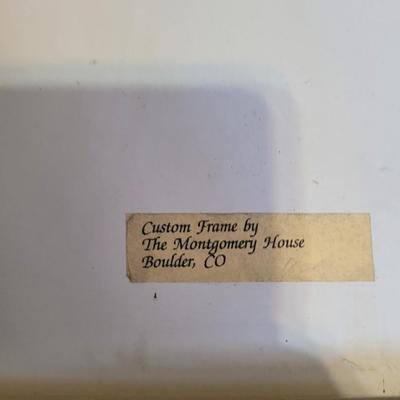 Custom Frame by
The Montgomery House
Boulder, CO